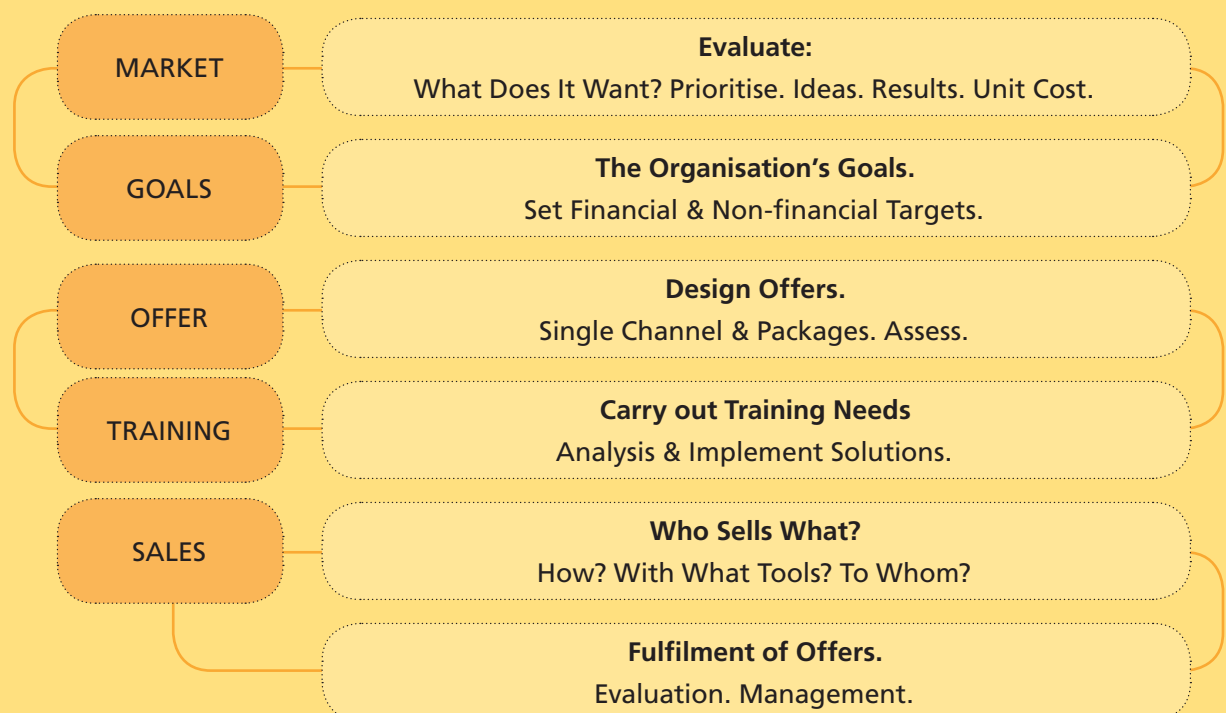 MARKET
Evaluate:
What Does It Want? Prioritise. Ideas. Results. Unit Cost.
GOALS
The Organisation’s Goals.
Set Financial & Non-financial Targets.
OFFER
Design Offers.
Single Channel & Packages. Assess.
TRAINING
Carry out Training Needs
Analysis & Implement Solutions.
SALES
Who Sells What?
How? With What Tools? To Whom?
Fulfilment of Offers.
Evaluation. Management.